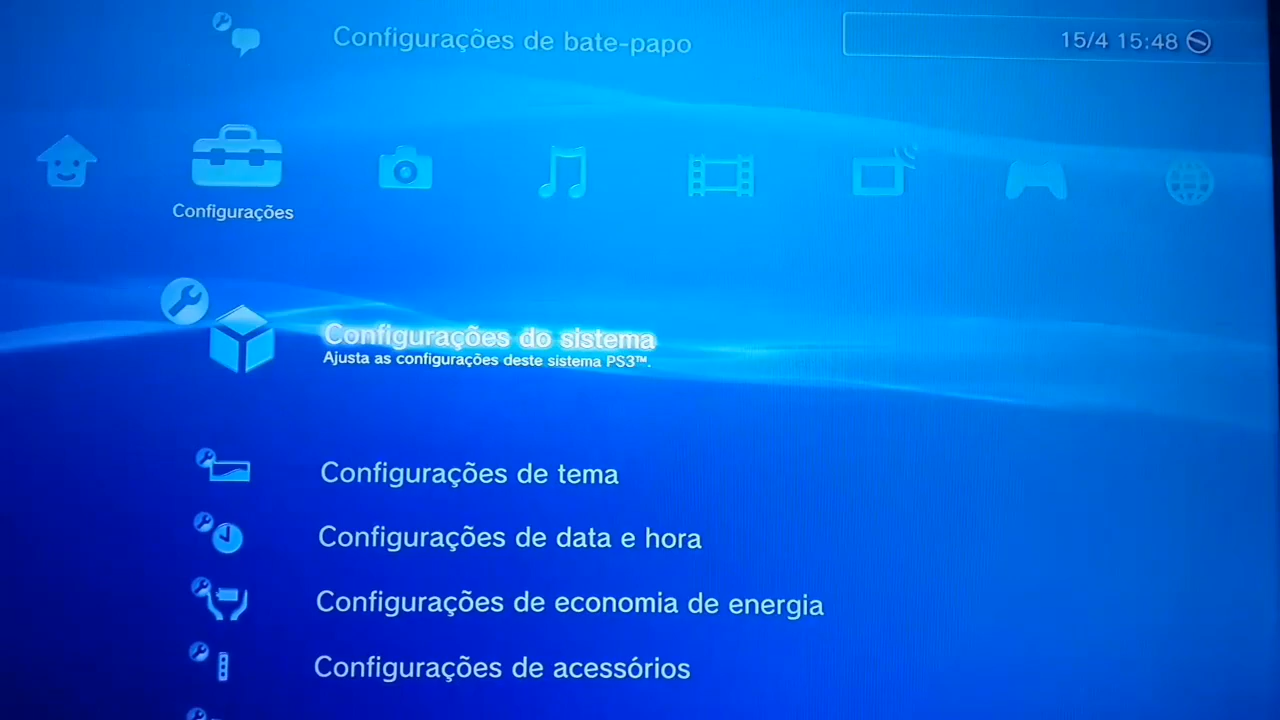 Configurações de bate-papo
15/4 15:48
Configurações
Configurações do sistema
Ajusta as configurações deste sistema PS3™.
Configurações de tema
Configurações de data e hora
Configurações de economia de energia
Configurações de acessórios